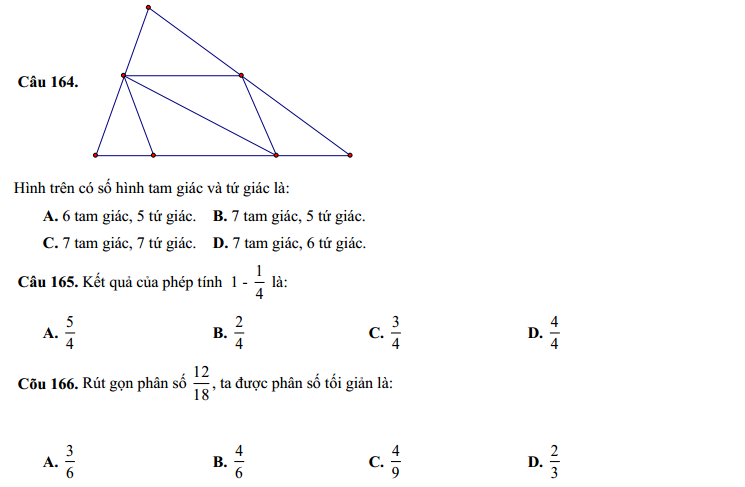 Câu 164.
Hình trên có số hình tam giác và tứ giác là:
A. 6 tam giác, 5 tứ giác. B. 7 tam giác, 5 tứ giác.
C. 7 tam giác, 7 tứ giác. D. 7 tam giác, 6 tứ giác.
Câu 165. Kết quả của phép tính 1 - 1/4 là:
A. 5/4 B. 2/4 C. 3/4 D. 4/4
Cõu 166. Rút gọn phân số 12/18, ta được phân số tối giản là:
A. 3/6 B. 4/6 C. 4/9 D. 2/3